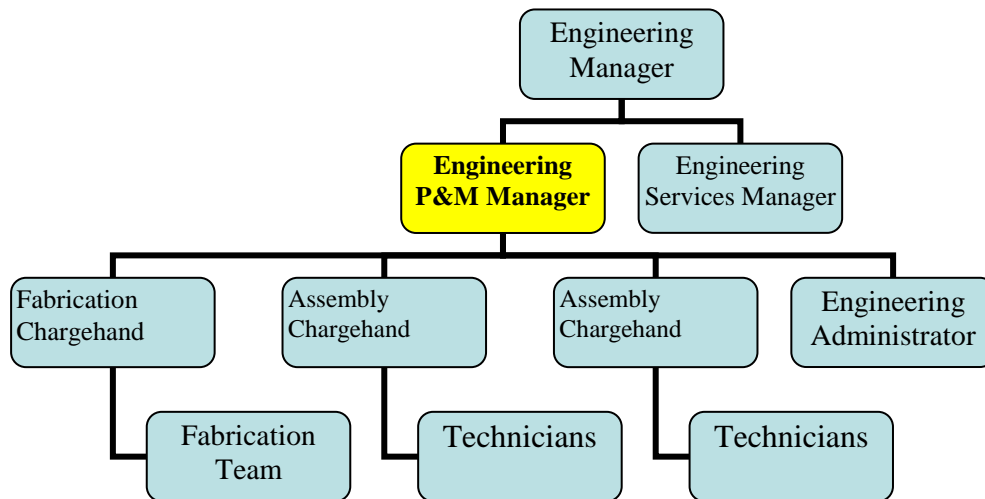 Engineering
Manager
Engineering
P&M Manager
Engineering
Services Manager
Fabrication
Chargehand
Assembly
Chargehand
Assembly
Chargehand
Engineering
Administrator
Fabrication
Team
Technicians
Technicians